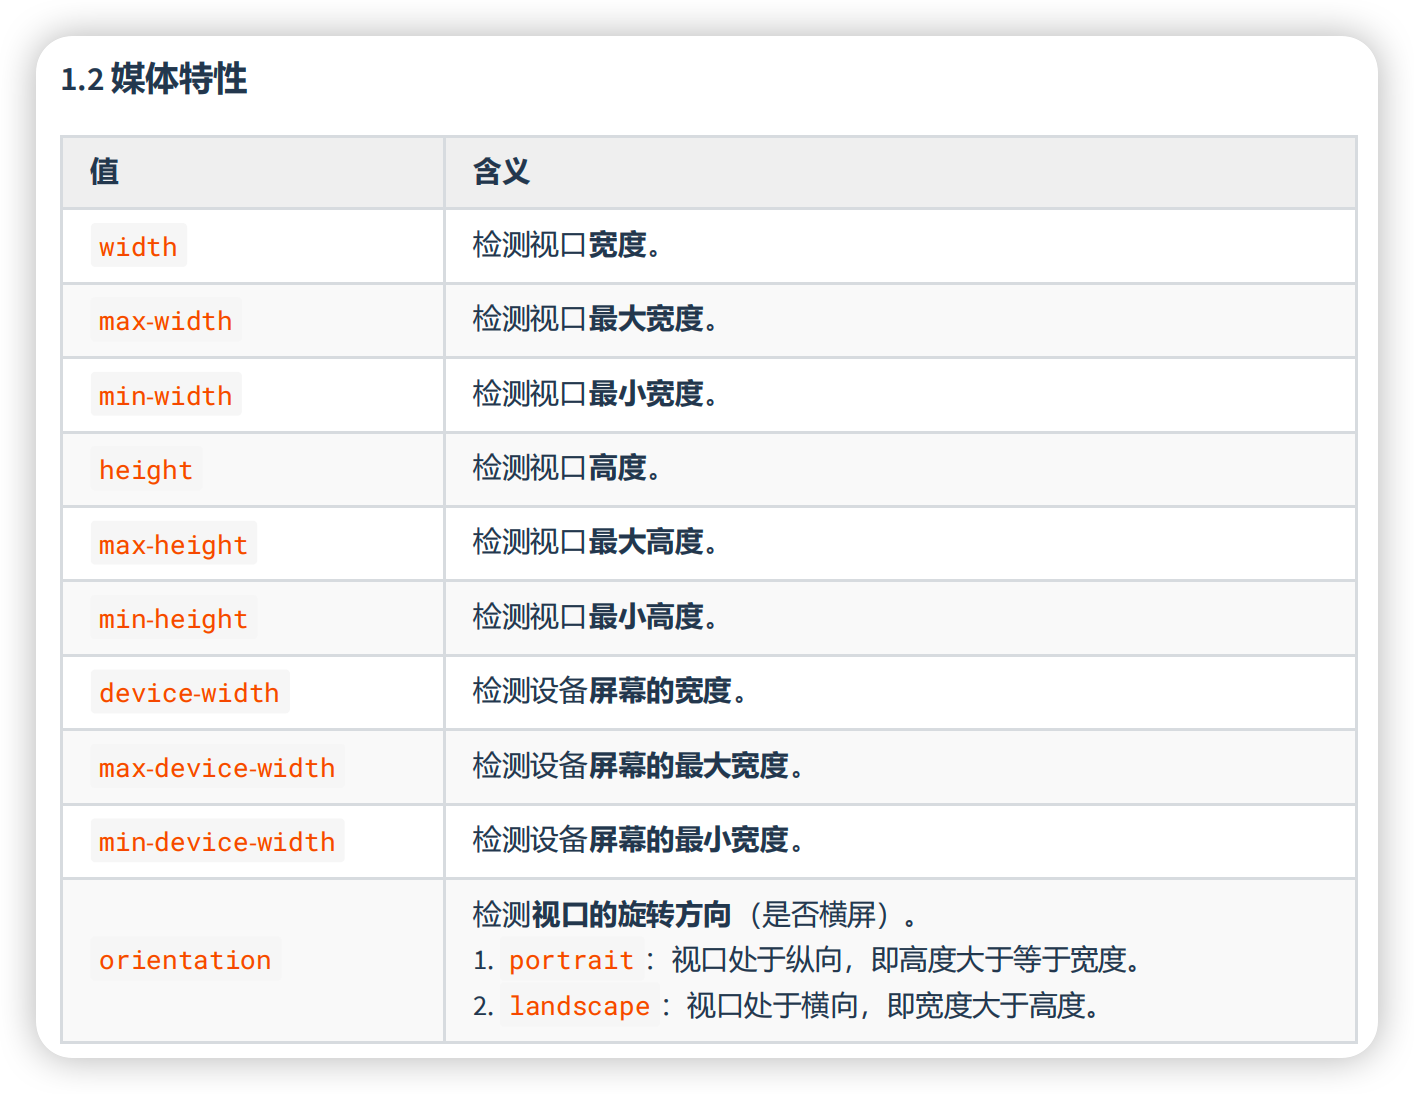 1.2 媒体特性
值 含义
width 检测视口宽度。
max-width 检测视口最大宽度。
min-width 检测视口最小宽度。
height 检测视口高度。
max-height 检测视口最大高度。
min-height 检测视口最小高度。
device-width 检测设备屏幕的宽度。
max-device-width 检测设备屏幕的最大宽度。
min-device-width 检测设备屏幕的最小宽度。
orientation 检测视口的旋转方向（是否横屏）。
1. portrait：视口处于纵向，即高度大于等于宽度。
2. landscape：视口处于横向，即宽度大于高度。